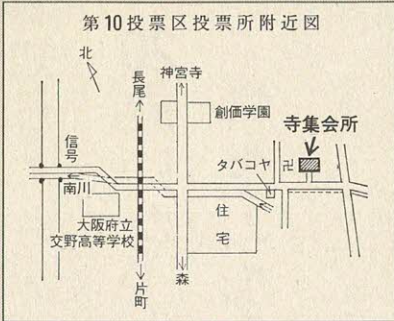 第10投票区投票所附近図
北
長尾
神宮寺
創価学園
寺集会所
信号
タバコヤ
卍
南川
大阪府立
交野高等学校
住宅
片町
森